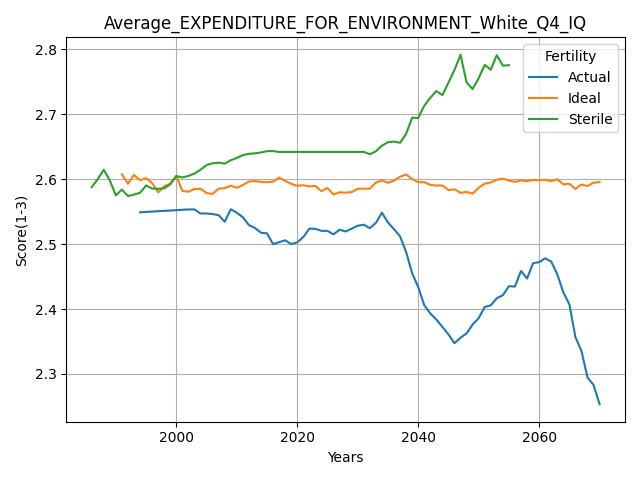 Average_EXPENDITURE_FOR_ENVIRONMENT_White_Q4_IQ
Fertility
Actual
Ideal
Sterile
Score(1-3)
2.8
2.7
2.6
2.5
2.4
2.3
2000
2020
2040
2060
Years